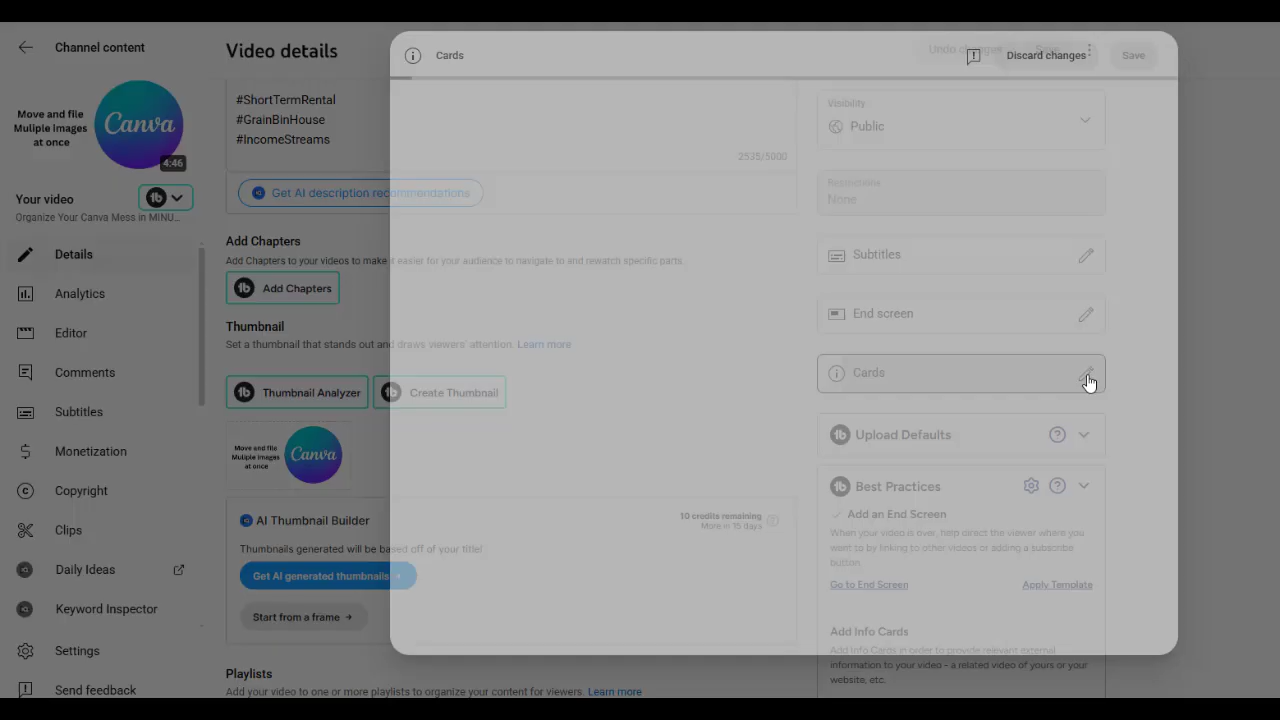 Channel content
Move and file
Muliple Images
at once
Canva
4:46
Your video
Organize Your Canva Mess in MINU...
Details
Analytics
Editor
Comments
Subtitles
Monetization
Copyright
Clips
Daily Ideas
Keyword Inspector
Settings
Send feedback
Video details
#ShortTermRental
#GrainBinHouse
#IncomeStreams
2535/5000
Get AI description recommendations
Add Chapters
Add Chapters to your videos to make it easier for your audience to navigate to and rewatch specific parts.
Add Chapters
Thumbnail
Set a thumbnail that stands out and draws viewers' attention. Learn more
Thumbnail Analyzer
Create Thumbnail
Move and file
Muliple Images
at once
Canva
AI Thumbnail Builder
10 credits remaining
More in 15 days
Thumbnails generated will be based off of your title!
Get AI generated thumbnails
Start from a frame →
Playlists
Add your video to one or more playlists to organize your content for viewers. Learn more
Cards
Undo changes
Save
Discard changes
Save
Visibility
Public
Restrictions
None
Subtitles
End screen
Cards
Upload Defaults
Best Practices
Add an End Screen
When your video is over, help direct the viewer where you
want to by linking to other videos or adding a subscribe
button.
Go to End Screen
Apply Template
Add Info Cards
Add Info Cards in order to provide relevant external
information to your video - a related video of yours or your
website, etc.